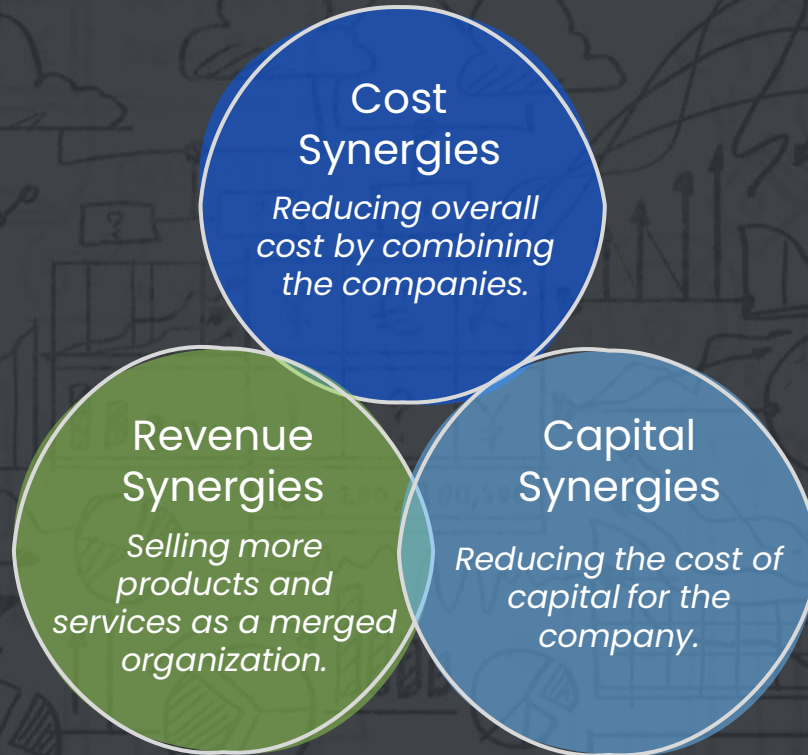 Cost
Synergies
Reducing overall
cost by combining
the companies.
Revenue
Synergies
Selling more
products and
services as a merged
organization.
Capital
Synergies
Reducing the cost of
capital for the
company.